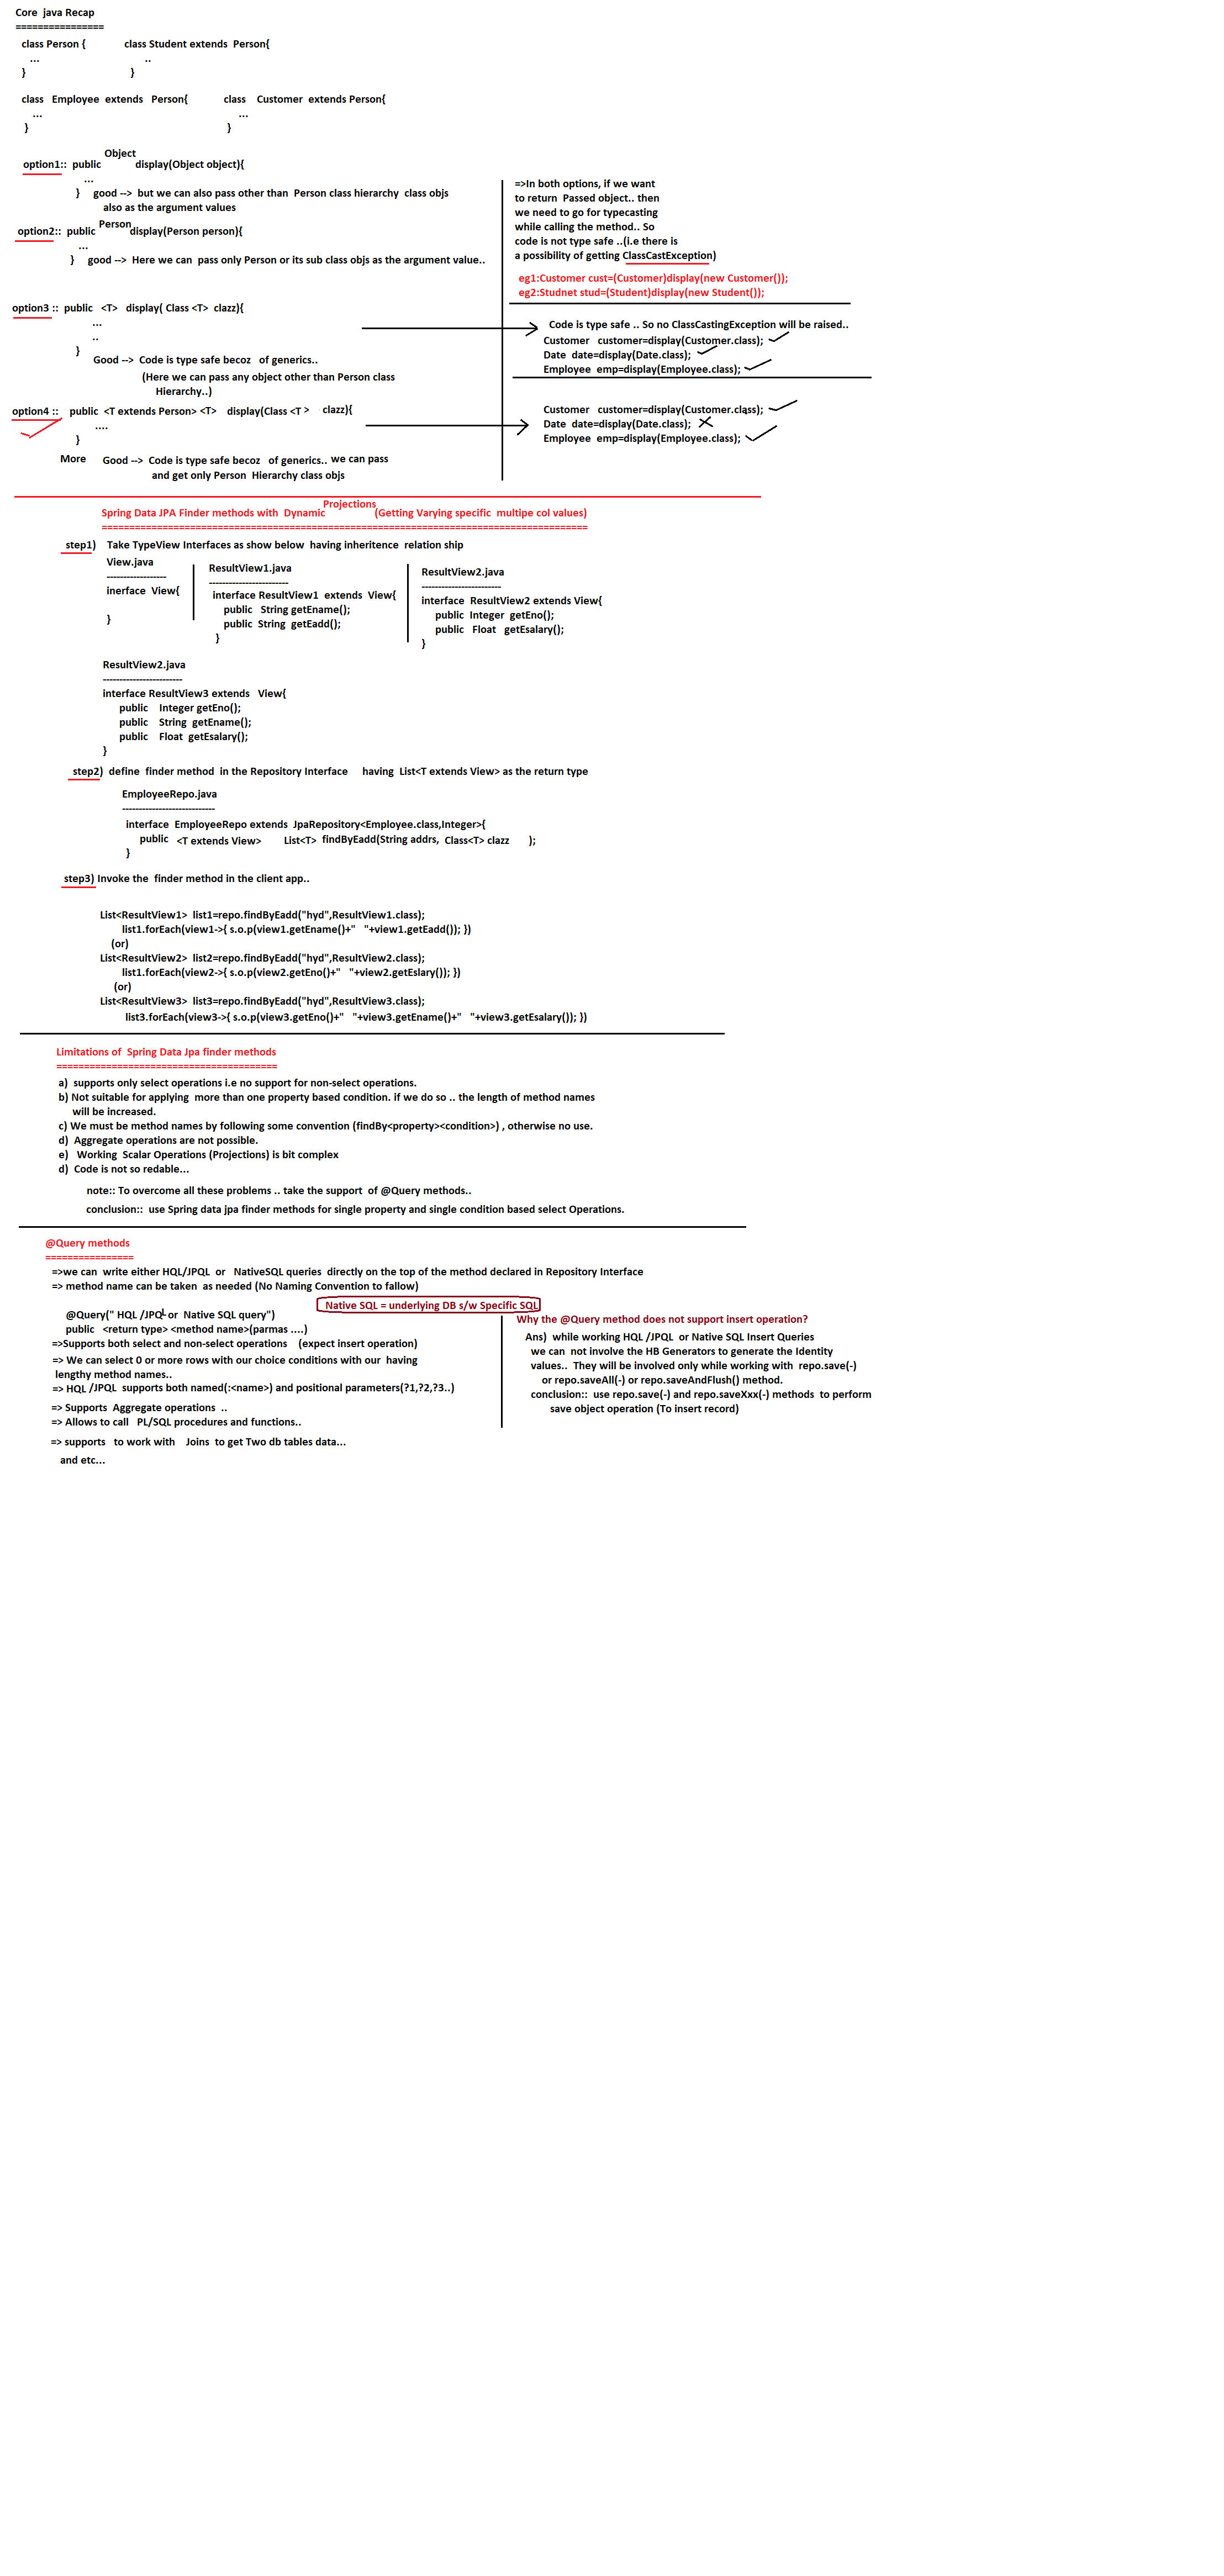 Core java Recap
================
class Person { class Student extends Person{
... ..
} }
class Employee extends Person{ class Customer extends Person{
... ...
} }
option1:: public Object display(Object object){
...
} good --> but we can also pass other than Person class hierarchy class objs
also as the argument values
option2:: public Person display(Person person){
...
} good --> Here we can pass only Person or its sub class objs as the argument value..
=>In both options, if we want
to return Passed object.. then
we need to go for typecasting
while calling the method.. So
code is not type safe ..(i.e there is
a possibility of getting ClassCastException)
eg1:Customer cust=(Customer)display(new Customer());
eg2:Studnet stud=(Student)display(new Student());
option3 :: public <T> display( Class <T> clazz){
...
..
}
Good --> Code is type safe becoz of generics..
(Here we can pass any object other than Person class
Hierarchy..)
Code is type safe .. So no ClassCastingException will be raised..
Customer customer=display(Customer.class);
Date date=display(Date.class);
Employee emp=display(Employee.class);
option4 :: public <T extends Person> <T> display(Class <T > clazz){
....
}
More Good --> Code is type safe becoz of generics.. we can pass
and get only Person Hierarchy class objs
Customer customer=display(Customer.class);
Date date=display(Date.class);
Employee emp=display(Employee.class);
Spring Data JPA Finder methods with Dynamic Projections (Getting Varying specific multipe col values)
========================================================================================
step1) Take TypeView Interfaces as show below having inheritence relation ship
View.java
------------------
inerface View{
}
ResultView1.java
------------------------
interface ResultView1 extends View{
public String getEname();
public String getEadd();
}
ResultView2.java
------------------------
interface ResultView2 extends View{
public Integer getEno();
public Float getEsalary();
}
ResultView2.java
------------------------
interface ResultView3 extends View{
public Integer getEno();
public String getEname();
public Float getEsalary();
}
step2) define finder method in the Repository Interface having List<T extends View> as the return type
EmployeeRepo.java
----------------------------
interface EmployeeRepo extends JpaRepository<Employee.class,Integer>{
public <T extends View> List<T> findByEadd(String addrs, Class<T> clazz );
}
step3) Invoke the finder method in the client app..
List<ResultView1> list1=repo.findByEadd("hyd",ResultView1.class);
list1.forEach(view1->{ s.o.p(view1.getEname()+" "+view1.getEadd()); })
(or)
List<ResultView2> list2=repo.findByEadd("hyd",ResultView2.class);
list1.forEach(view2->{ s.o.p(view2.getEno()+" "+view2.getEslary()); })
(or)
List<ResultView3> list3=repo.findByEadd("hyd",ResultView3.class);
list3.forEach(view3->{ s.o.p(view3.getEno()+" "+view3.getEname()+" "+view3.getEsalary()); })
Limitations of Spring Data Jpa finder methods
========================================
a) supports only select operations i.e no support for non-select operations.
b) Not suitable for applying more than one property based condition. if we do so .. the length of method names
will be increased.
c) We must be method names by following some convention (findBy<property><condition>) , otherwise no use.
d) Aggregate operations are not possible.
e) Working Scalar Operations (Projections) is bit complex
d) Code is not so redable...
note:: To overcome all these problems .. take the support of @Query methods..
conclusion:: use Spring data jpa finder methods for single property and single condition based select Operations.
@Query methods
================
=>we can write either HQL/JPQL or NativeSQL queries directly on the top of the method declared in Repository Interface
=> method name can be taken as needed (No Naming Convention to fallow)
Native SQL = underlying DB s/w Specific SQL
@Query(" HQL /JPQL or Native SQL query")
public <return type> <method name>(parmas ....)
=>Supports both select and non-select operations (expect insert operation)
=> We can select 0 or more rows with our choice conditions with our having
lengthy method names..
=> HQL /JPQL supports both named(:<name>) and positional parameters(?1,?2,?3..)
=> Supports Aggregate operations ..
=> Allows to call PL/SQL procedures and functions..
=> supports to work with Joins to get Two db tables data...
and etc...
Why the @Query method does not support insert operation?
Ans) while working HQL /JPQL or Native SQL Insert Queries
we can not involve the HB Generators to generate the Identity
values.. They will be involved only while working with repo.save(-)
or repo.saveAll(-) or repo.saveAndFlush() method.
conclusion:: use repo.save(-) and repo.saveXxx(-) methods to perform
save object operation (To insert record)